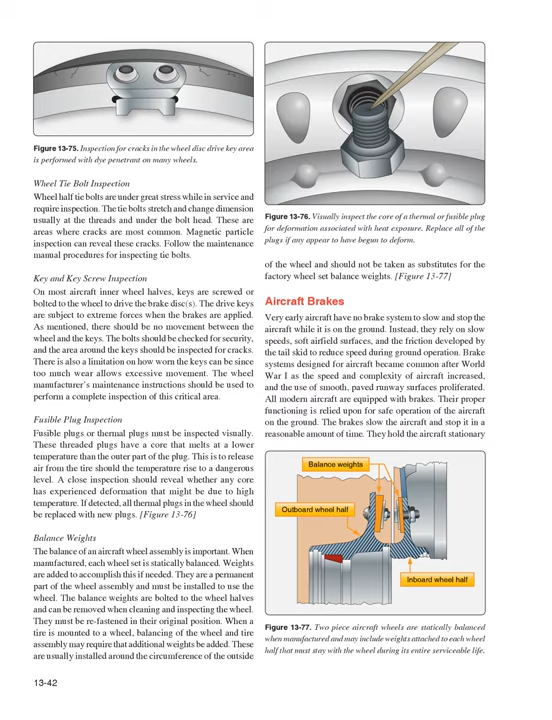 Figure 13-75. Inspection for cracks in the wheel disc drive key area
is performed with dye penetrant on many wheels.
Wheel Tie Bolt Inspection
Wheel half tie bolts are under great stress while in service and
require inspection. The tie bolts stretch and change dimension
usually at the threads and under the bolt head. These are
areas where cracks are most common. Magnetic particle
inspection can reveal these cracks. Follow the maintenance
manual procedures for inspecting tie bolts.
Key and Key Screw Inspection
On most aircraft inner wheel halves, keys are screwed or
bolted to the wheel to drive the brake disc(s). The drive keys
are subject to extreme forces when the brakes are applied.
As mentioned, there should be no movement between the
wheel and the keys. The bolts should be checked for security,
and the area around the keys should be inspected for cracks.
There is also a limitation on how worn the keys can be since
too much wear allows excessive movement. The wheel
manufacturer's maintenance instructions should be used to
perform a complete inspection of this critical area.
Fusible Plug Inspection
Fusible plugs or thermal plugs must be inspected visually.
These threaded plugs have a core that melts at a lower
temperature than the outer part of the plug. This is to release
air from the tire should the temperature rise to a dangerous
level. A close inspection should reveal whether any core
has experienced deformation that might be due to high
temperature. If detected, all thermal plugs in the wheel should
be replaced with new plugs. [Figure 13-76]
Balance Weights
The balance of an aircraft wheel assembly is important. When
manufactured, each wheel set is statically balanced. Weights
are added to accomplish this if needed. They are a permanent
part of the wheel assembly and must be installed to use the
wheel. The balance weights are bolted to the wheel halves
and can be removed when cleaning and inspecting the wheel.
They must be re-fastened in their original position. When a
tire is mounted to a wheel, balancing of the wheel and tire
assembly may require that additional weights be added. These
are usually installed around the circumference of the outside
Figure 13-76. Visually inspect the core of a thermal or fusible plug
for deformation associated with heat exposure. Replace all of the
plugs if any appear to have begun to deform.
of the wheel and should not be taken as substitutes for the
factory wheel set balance weights. [Figure 13-77]
Aircraft Brakes
Very early aircraft have no brake system to slow and stop the
aircraft while it is on the ground. Instead, they rely on slow
speeds, soft airfield surfaces, and the friction developed by
the tail skid to reduce speed during ground operation. Brake
systems designed for aircraft became common after World
War I as the speed and complexity of aircraft increased,
and the use of smooth, paved runway surfaces proliferated.
All modern aircraft are equipped with brakes. Their proper
functioning is relied upon for safe operation of the aircraft
on the ground. The brakes slow the aircraft and stop it in a
reasonable amount of time. They hold the aircraft stationary
Balance weights
Outboard wheel half
Inboard wheel half
Figure 13-77. Two piece aircraft wheels are statically balanced
when manufactured and may include weights attached to each wheel
half that must stay with the wheel during its entire serviceable life.
13-42